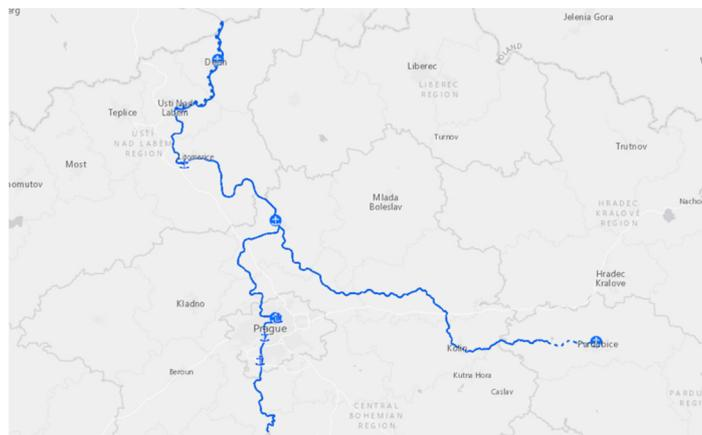 Jelenia Gora
POLAND
Liberec
LIBEREC
REGION
Teplice
Usti Nad
Labem
USTI
NAD LABEM
REGION
Litomerice
Turnov
Trutnov
Most
Mlada
Boleslav
HRADEC
KRALOVE
REGION
Hradec
Kralove
Kladno
Prague
Kolin
Pardubice
Beroun
Kutna Hora
Caslav
CENTRAL
BOHEMIAN
REGION